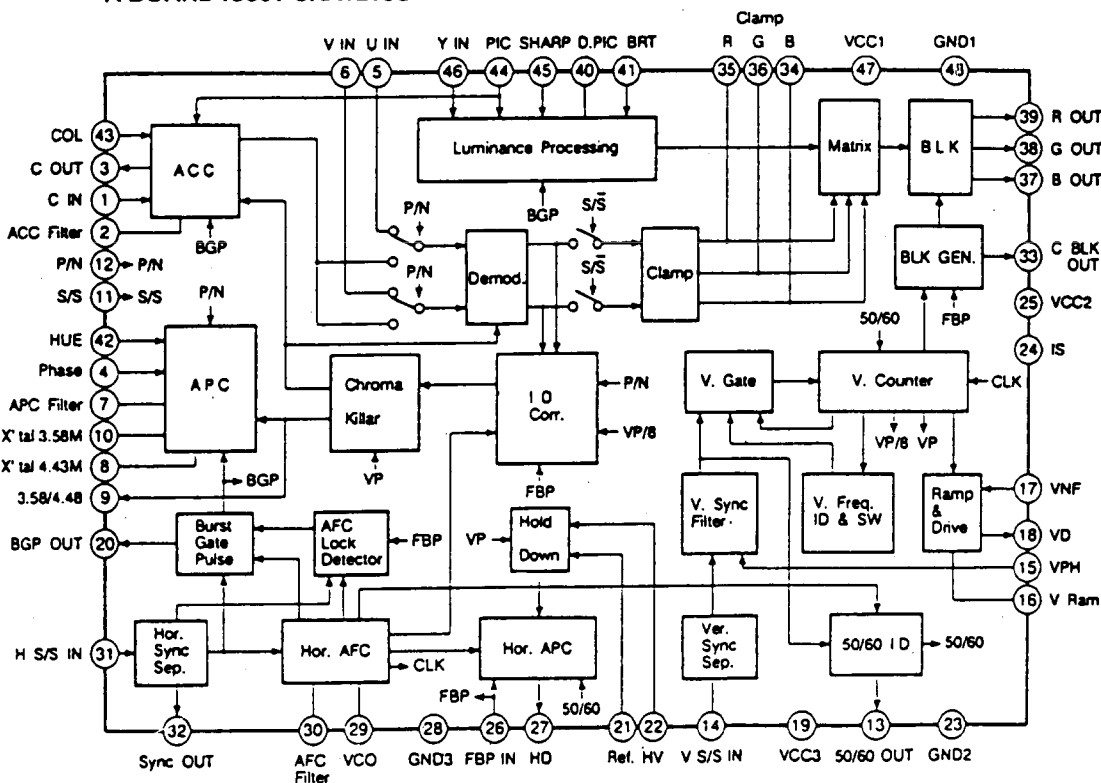 Clamp
V IN U IN Y IN PIC SHARP D.PIC BRT R G B VCC1 GND1
6 5 46 44 45 40 41 35 36 34 47 48
COL 43
C OUT 3
C IN 1
ACC Filter 2
P/N 12 P/N
S/S 11 S/S
HUE 42
Phase 4
APC Filter 7
X' tal 3.58M 10
X' tal 4.43M 8
3.58/4.48 9
BGP OUT 20
H S/S IN 31
ACC
BGP
Luminance Processing
BGP
Matrix
BLK
39 R OUT
38 G OUT
37 B OUT
P/N
P/N
S/S̄
S/S̄
Demod.
Clamp
BLK GEN.
33 C BLK OUT
FBP
25 VCC2
24 IS
P/N
APC
BGP
Chroma
Killar
VP
I D
Corr.
P/N
VP/8
FBP
50/60
V. Gate
V. Counter
CLK
VP/8 VP
V. Sync
Filter.
V. Freq.
ID & SW
Ramp
&
Drive
17 VNF
18 VD
15 VPH
16 V Ram
Burst
Gate
Pulse
AFC
Lock
Detector
FBP
VP
Hold
Down
Hor.
Sync
Sep.
Hor. AFC
CLK
Hor. APC
FBP
50/60
Ver.
Sync
Sep.
50/60 I D
50/60
32 30 29 28 26 27 21 22 14 19 13 23
Sync OUT AFC Filter VCO GND3 FBP IN HD Ref. HV V S/S IN VCC3 50/60 OUT GND2